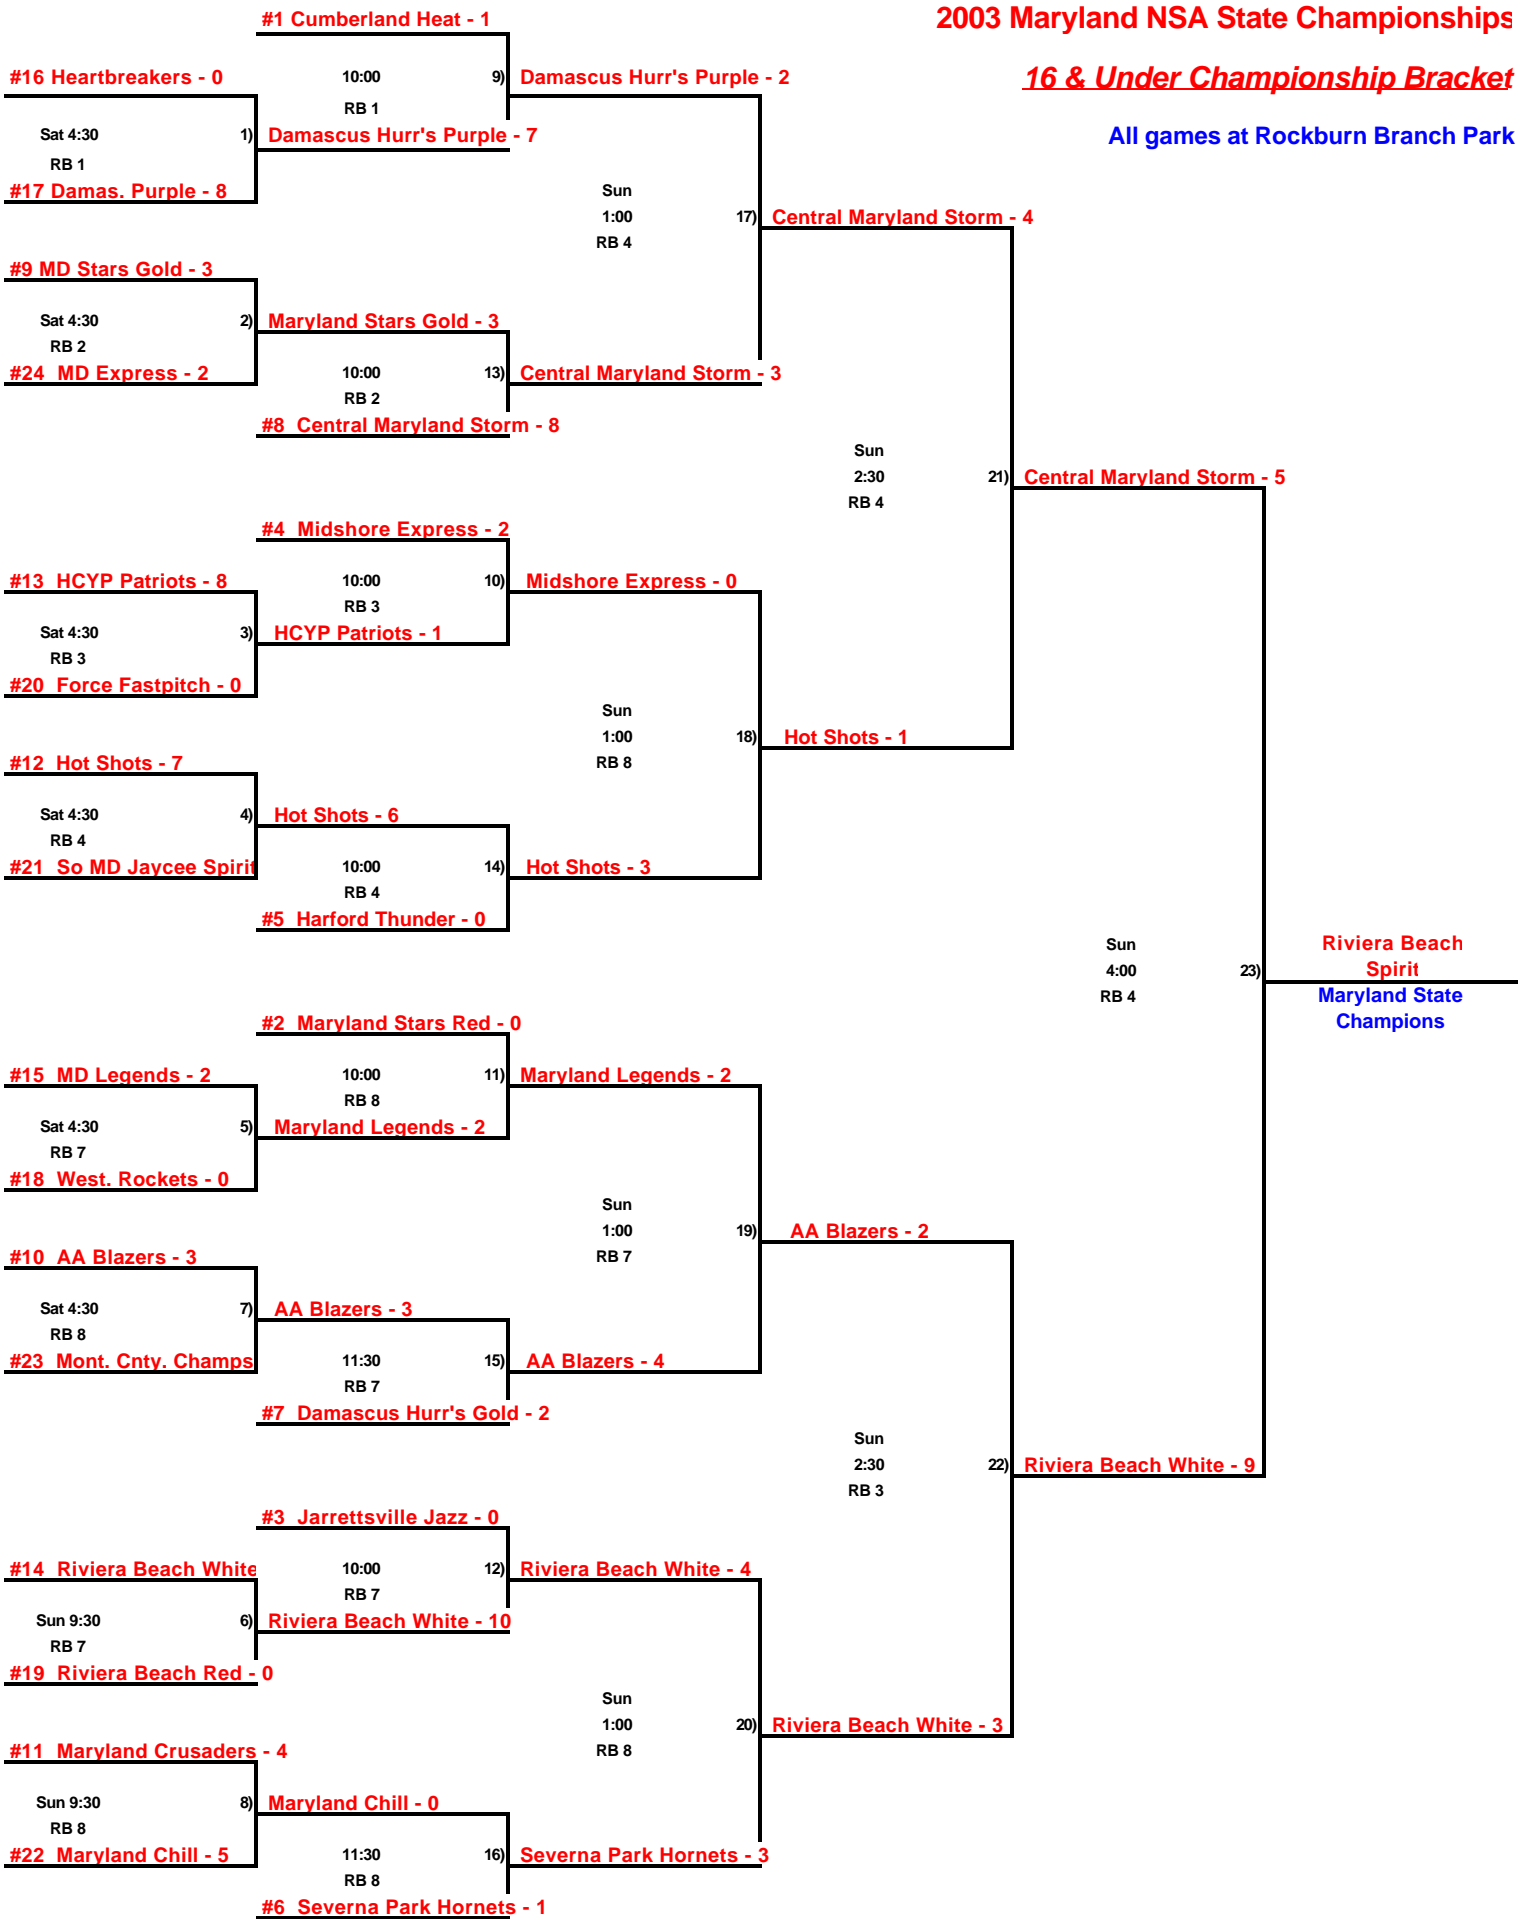 #1 Cumberland Heat - 1
2003 Maryland NSA State Championships
#16 Heartbreakers - 0
10:00
9)
Damascus Hurr's Purple - 2
16 & Under Championship Bracket
RB 1
Sat 4:30
1)
Damascus Hurr's Purple - 7
All games at Rockburn Branch Park
RB 1
#17 Damas. Purple - 8
Sun
1:00
17)
Central Maryland Storm - 4
RB 4
#9 MD Stars Gold - 3
Sat 4:30
2)
Maryland Stars Gold - 3
RB 2
#24  MD Express - 2
10:00
13)
Central Maryland Storm - 3
RB 2
#8  Central Maryland Storm - 8
Sun
2:30
21)
Central Maryland Storm - 5
RB 4
#4  Midshore Express - 2
#13  HCYP Patriots - 8
10:00
10)
Midshore Express - 0
RB 3
Sat 4:30
3)
HCYP Patriots - 1
RB 3
#20  Force Fastpitch - 0
Sun
1:00
18)
Hot Shots - 1
RB 8
#12  Hot Shots - 7
Sat 4:30
4)
Hot Shots - 6
RB 4
#21  So MD Jaycee Spirit
10:00
14)
Hot Shots - 3
RB 4
#5  Harford Thunder - 0
Sun
4:00
23)
RB 4
Riviera Beach
Spirit
Maryland State
Champions
#2  Maryland Stars Red - 0
#15  MD Legends - 2
10:00
11)
Maryland Legends - 2
RB 8
Sat 4:30
5)
Maryland Legends - 2
RB 7
#18  West. Rockets - 0
Sun
1:00
19)
AA Blazers - 2
RB 7
#10  AA Blazers - 3
Sat 4:30
7)
AA Blazers - 3
RB 8
#23  Mont. Cnty. Champs
11:30
15)
AA Blazers - 4
RB 7
#7  Damascus Hurr's Gold - 2
Sun
2:30
22)
Riviera Beach White - 9
RB 3
#3  Jarrettsville Jazz - 0
#14  Riviera Beach White
10:00
12)
Riviera Beach White - 4
RB 7
Sun 9:30
6)
Riviera Beach White - 10
RB 7
#19  Riviera Beach Red - 0
Sun
1:00
20)
Riviera Beach White - 3
RB 8
#11  Maryland Crusaders - 4
Sun 9:30
8)
Maryland Chill - 0
RB 8
#22  Maryland Chill - 5
11:30
16)
Severna Park Hornets - 3
RB 8
#6  Severna Park Hornets - 1